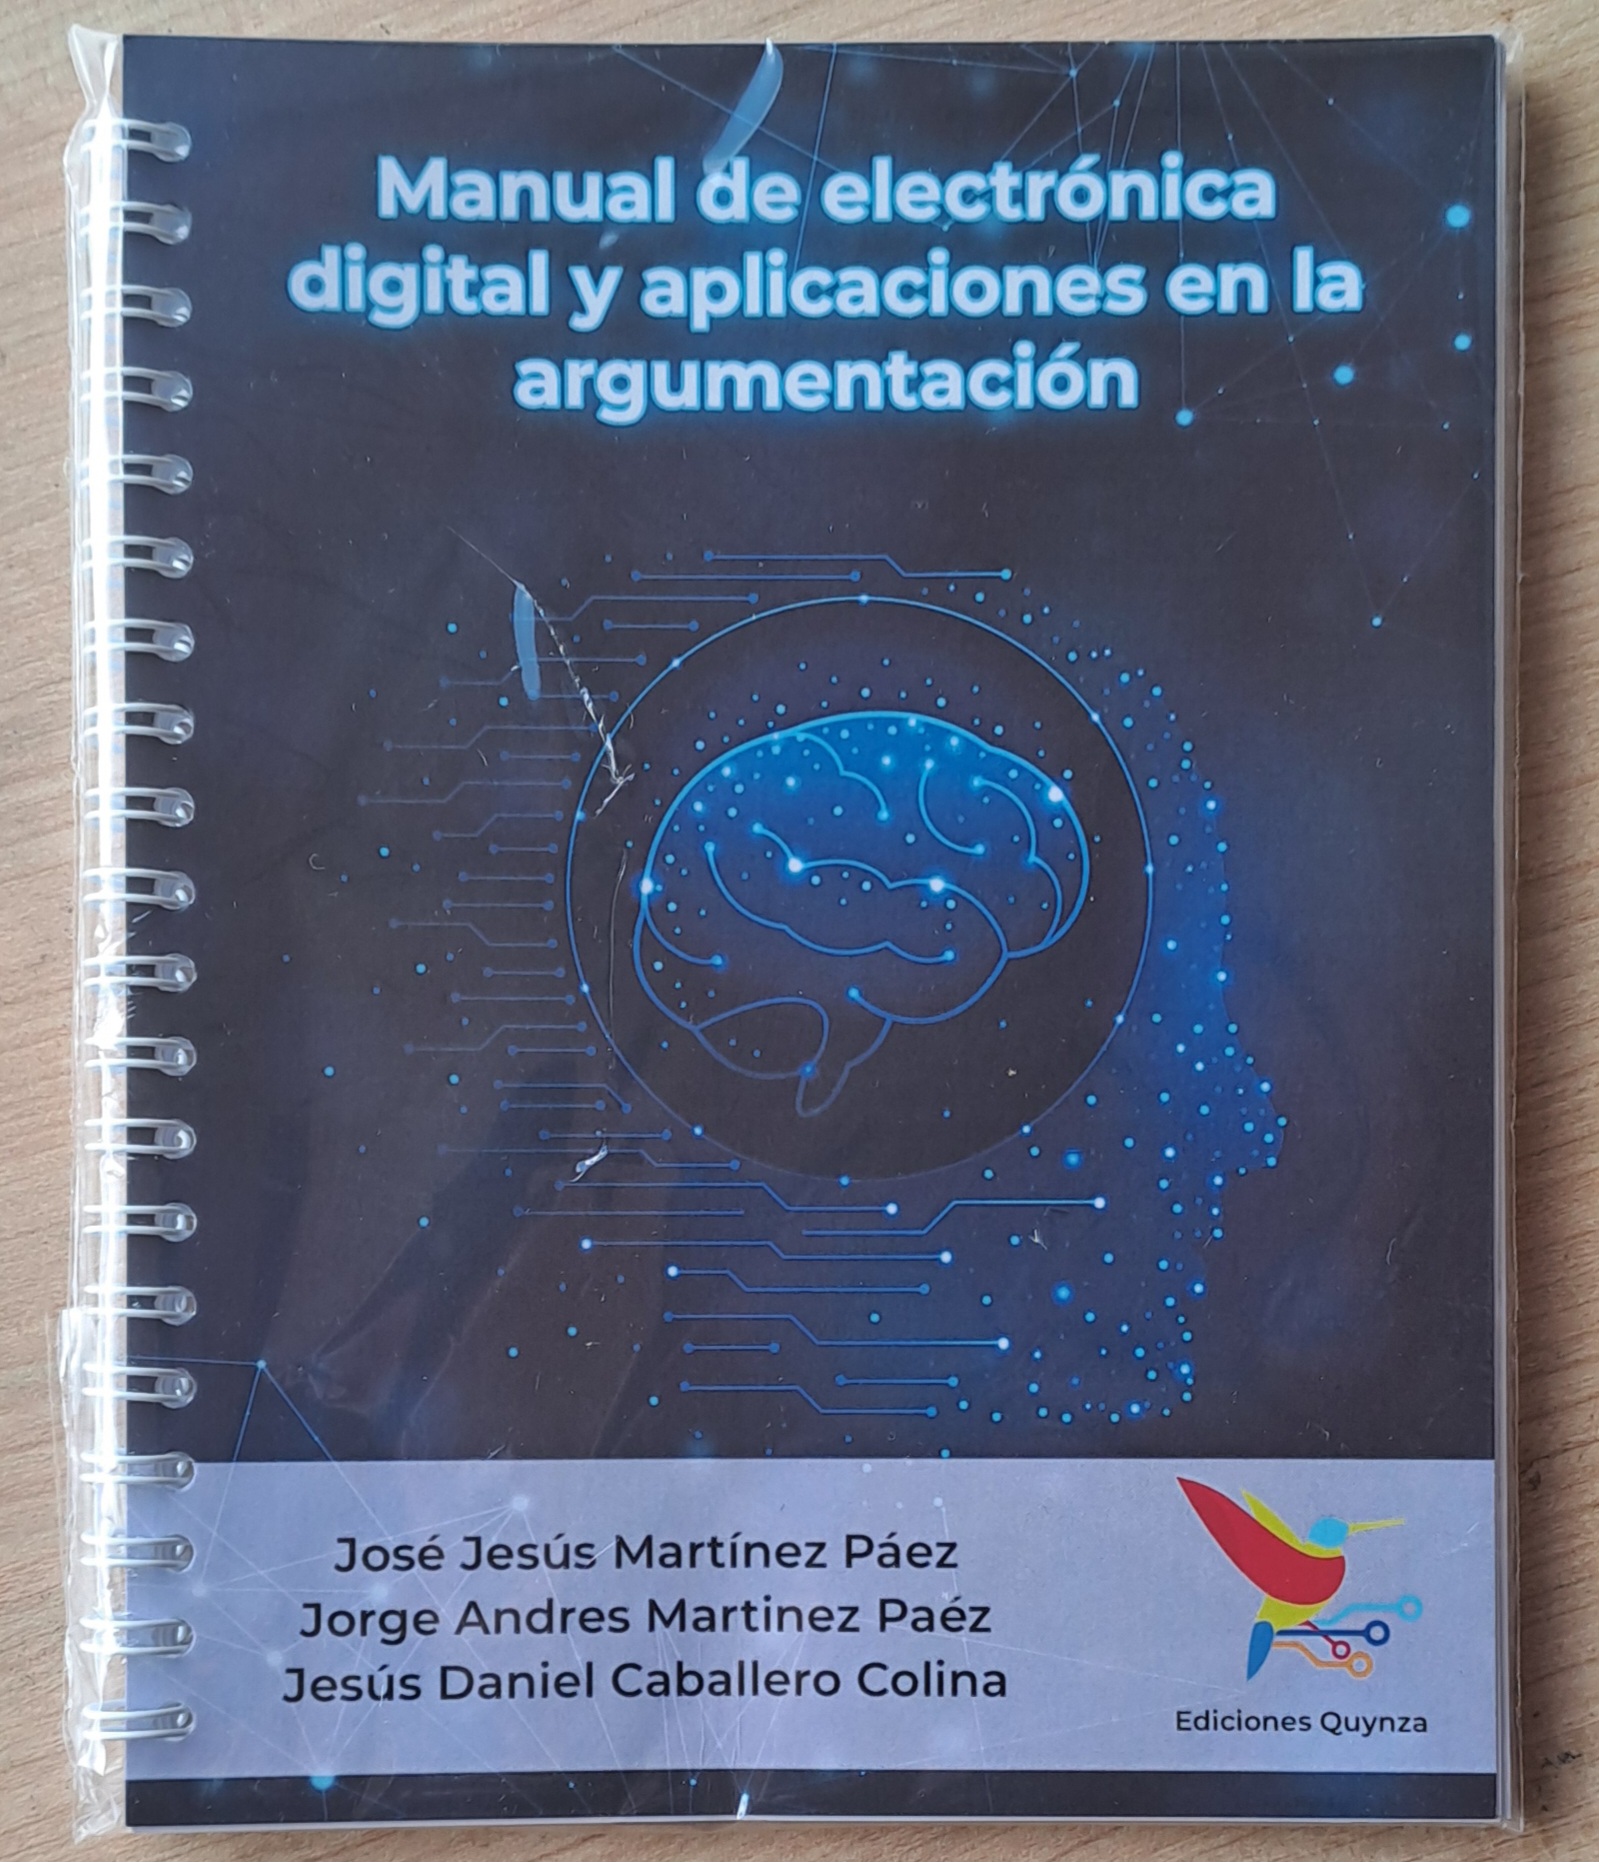 Manual de electrónica
digital y aplicaciones en la
argumentación
José Jesús Martínez Páez
Jorge Andres Martinez Paéz
Jesús Daniel Caballero Colina
Ediciones Quynza